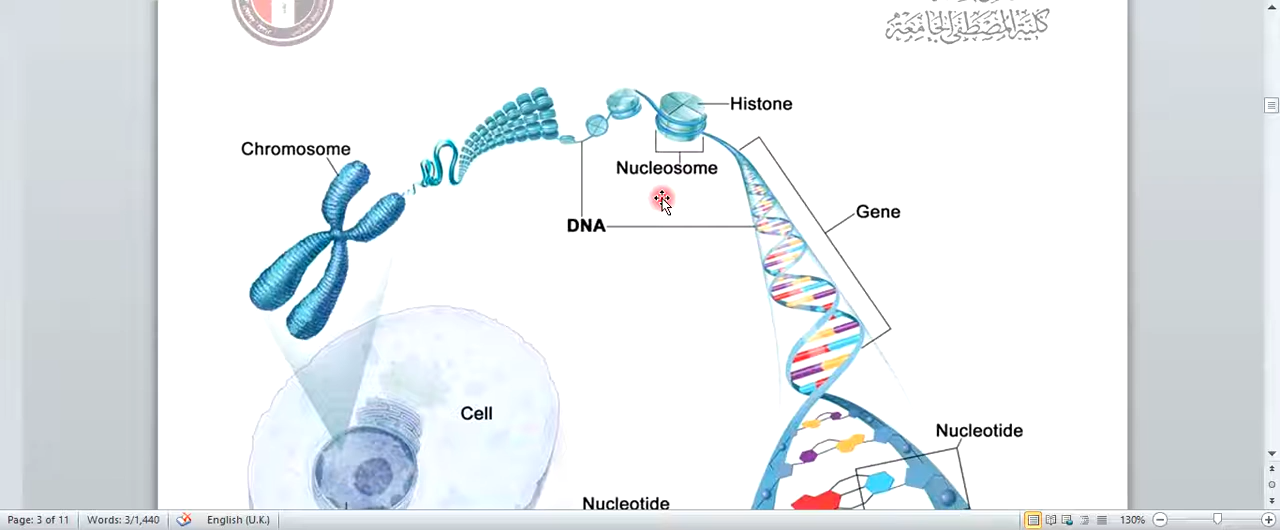 كلية المصطفى الجامعة
Histone
Chromosome
Nucleosome
Gene
DNA
Cell
Nucleotide
Nucleotide
Page: 3 of 11
Words: 3/1,440
English (U.K.)
130%